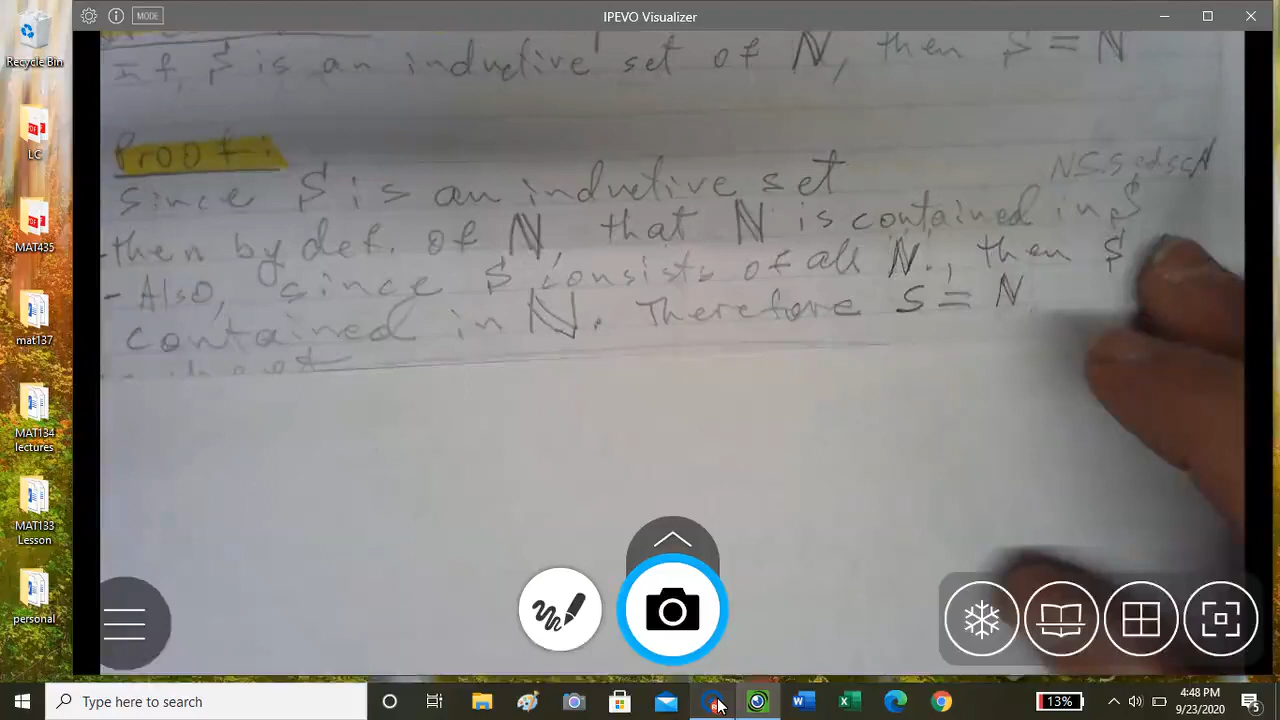 IPEVO Visualizer
MODE
Recycle Bin
LC
MAT435
mat137
MAT134 lectures
MAT133 Lesson
personal
If, S is an inductive set of ℕ, then S = ℕ
Proof:
since S is an inductive set
then by def. of ℕ, that ℕ is contained in S
- Also, since S consists of all ℕ., then S
contained in ℕ. Therefore S = ℕ
Type here to search
13%
4:48 PM
9/23/2020
5